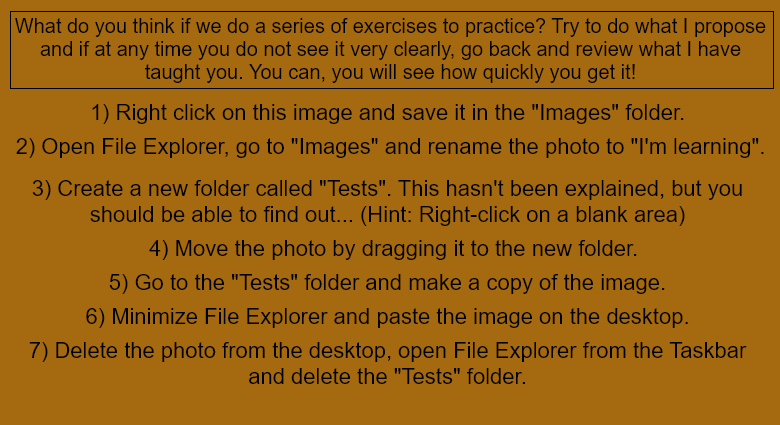 What do you think if we do a series of exercises to practice? Try to do what I propose
and if at any time you do not see it very clearly, go back and review what I have
taught you. You can, you will see how quickly you get it!
1) Right click on this image and save it in the "Images" folder.
2) Open File Explorer, go to "Images" and rename the photo to "I'm learning".
3) Create a new folder called "Tests". This hasn't been explained, but you
should be able to find out... (Hint: Right-click on a blank area)
4) Move the photo by dragging it to the new folder.
5) Go to the "Tests" folder and make a copy of the image.
6) Minimize File Explorer and paste the image on the desktop.
7) Delete the photo from the desktop, open File Explorer from the Taskbar
and delete the "Tests" folder.